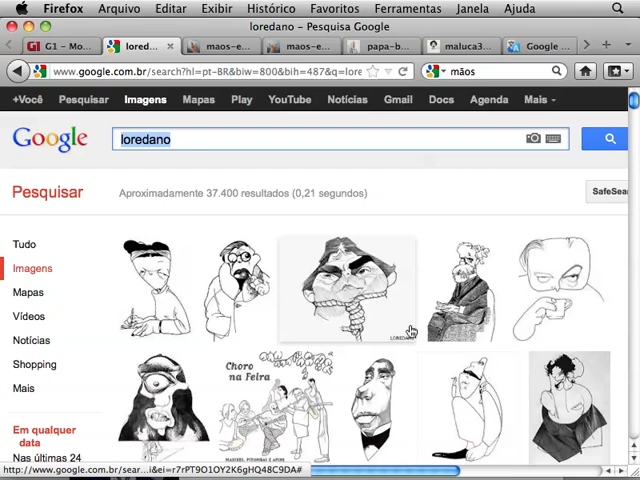 Firefox Arquivo Editar Exibir Histórico Favoritos Ferramentas Janela Ajuda
loredano - Pesquisa Google
G1 - Mo... lored... maos-e... maos-e... papa-b... maluca3... Google ...
www.google.com.br/search?hl=pt-BR&biw=800&bih=487&q=lore
mãos
+Você Pesquisar Imagens Mapas Play YouTube Notícias Gmail Docs Agenda Mais
Google loredano
Pesquisar Aproximadamente 37.400 resultados (0,21 segundos) SafeSear
Tudo
Imagens
Mapas
Vídeos
Notícias
Shopping
Mais
Em qualquer
data
Nas últimas 24
LOREDANO
Choro
na Feira
http://www.google.com.br/sear...i&ei=r7rPT9O1OY2K6gHQ48C9DA#